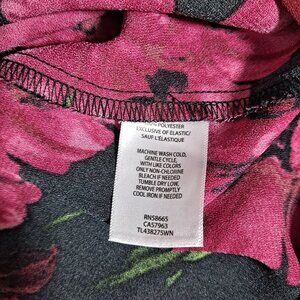 POLYESTER
EXCLUSIVE OF ELASTIC/
SAUF L'ÉLASTIQUE
MACHINE WASH COLD,
GENTLE CYCLE,
WITH LIKE COLORS
ONLY NON-CHLORINE
BLEACH IF NEEDED
TUMBLE DRY LOW,
REMOVE PROMPTLY
COOL IRON IF NEEDED
RN58665
CA57963
TL438275WN